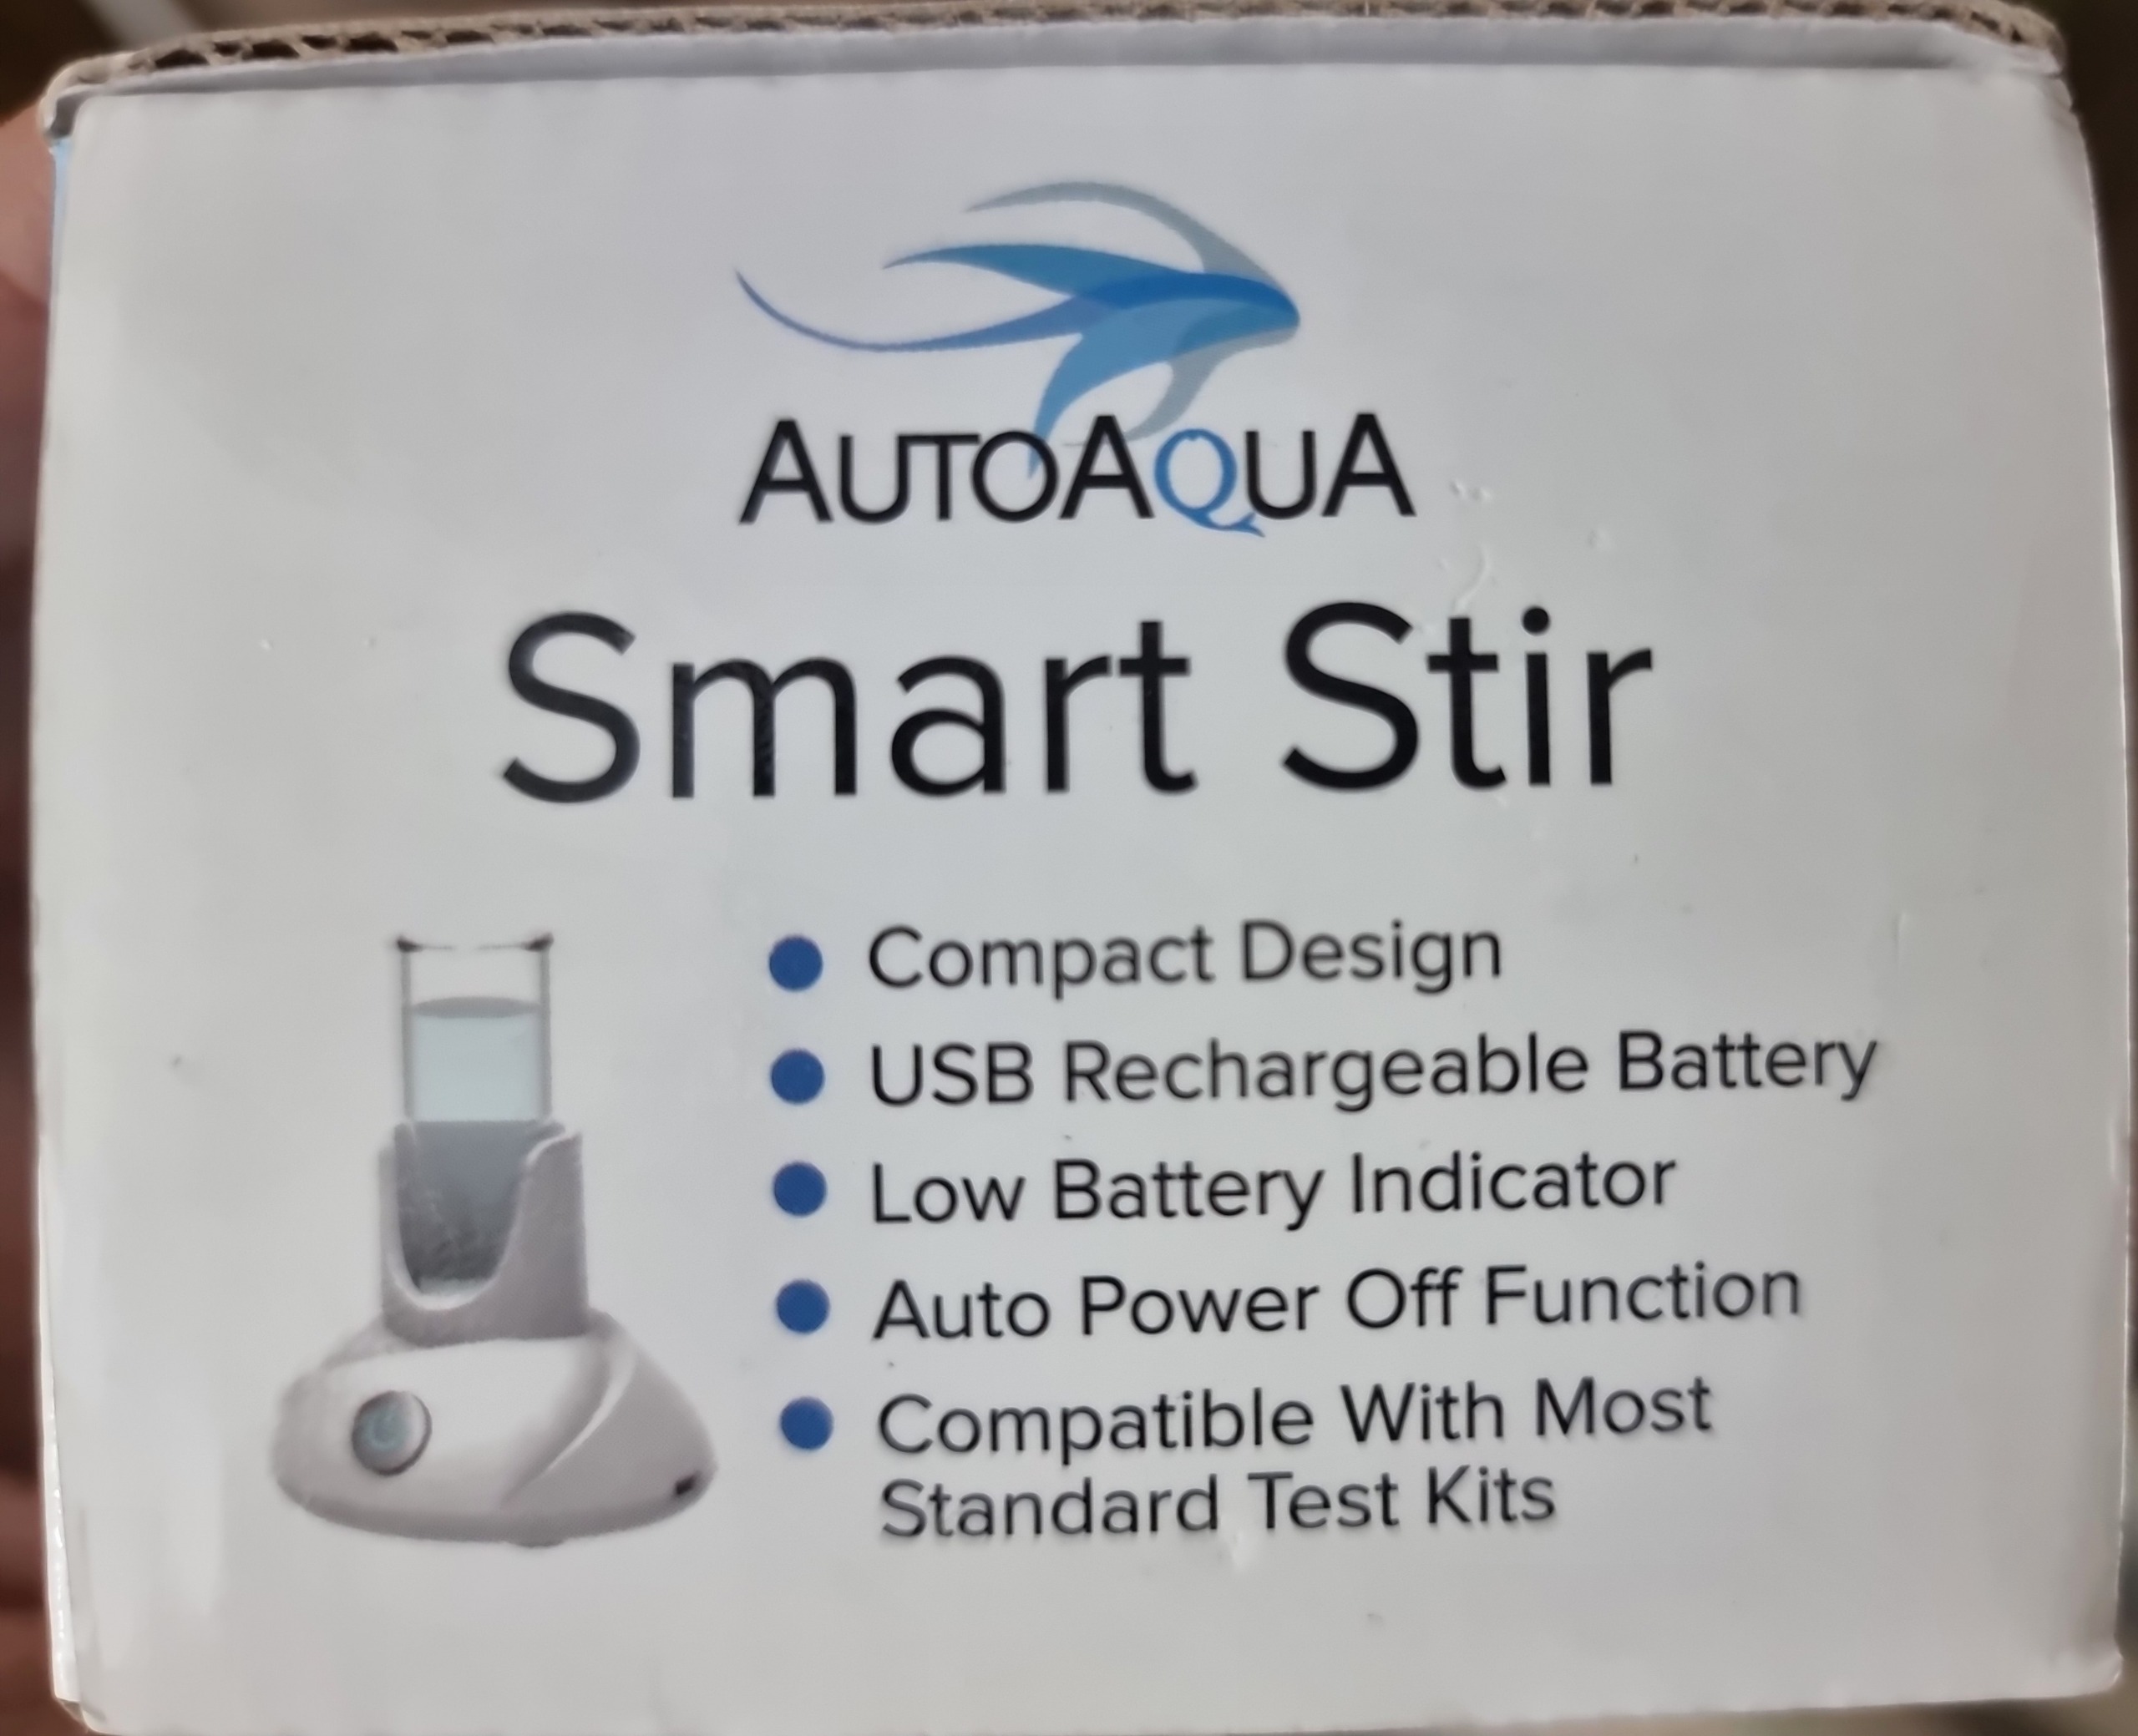 AUTOAQUA
Smart Stir
● Compact Design
● USB Rechargeable Battery
● Low Battery Indicator
● Auto Power Off Function
● Compatible With Most
Standard Test Kits